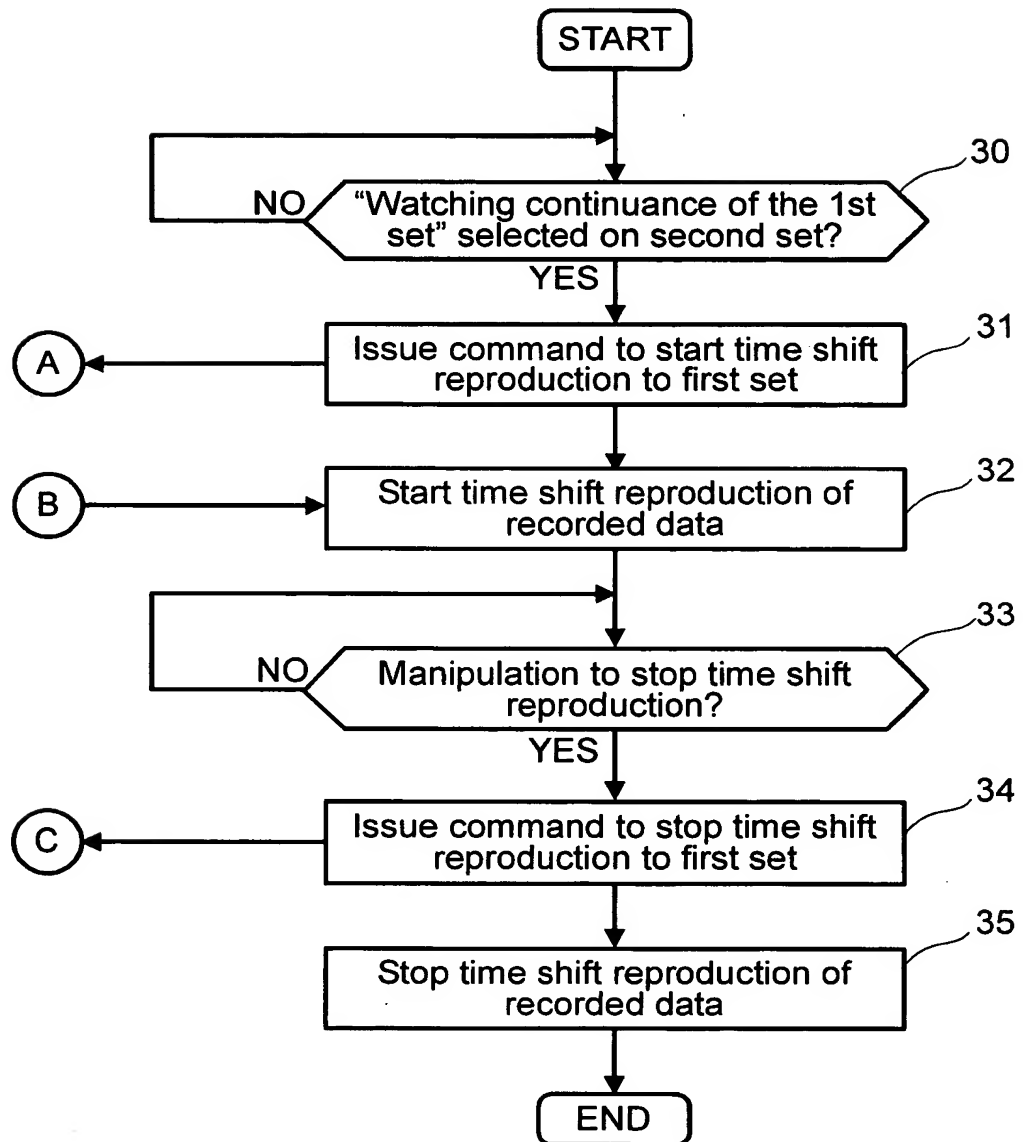 START
30
NO
“Watching continuance of the 1st
set” selected on second set?
YES
31
A
Issue command to start time shift
reproduction to first set
32
B
Start time shift reproduction of
recorded data
33
NO
Manipulation to stop time shift
reproduction?
YES
34
C
Issue command to stop time shift
reproduction to first set
35
Stop time shift reproduction of
recorded data
END